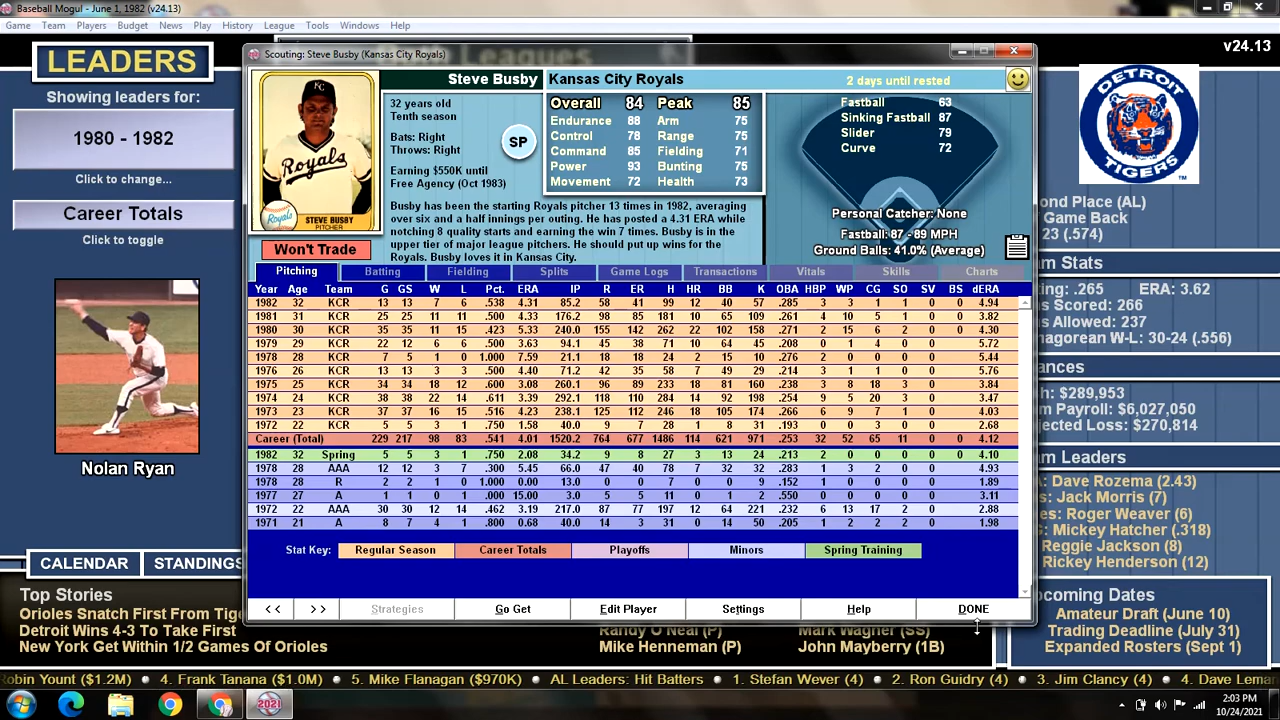 Baseball Mogul - June 1, 1982 (v24.13)
Game Team Players Budget News Play History League Tools Windows Help
LEADERS
Showing leaders for:
1980 - 1982
Click to change...
Career Totals
Click to toggle
Nolan Ryan
CALENDAR STANDINGS
Top Stories
Orioles Snatch First From Tige
Detroit Wins 4-3 To Take First
New York Get Within 1/2 Games Of Orioles
Scouting: Steve Busby (Kansas City Royals)
KC
Royals
Royals
STEVE BUSBY
PITCHER
Won't Trade
Steve Busby
32 years old
Tenth season
Bats: Right
Throws: Right
Earning $550K until
Free Agency (Oct 1983)
SP
Kansas City Royals
Overall 84 Peak 85
Endurance 88 Arm 75
Control 78 Range 75
Command 85 Fielding 71
Power 93 Bunting 75
Movement 72 Health 73
Busby has been the starting Royals pitcher 13 times in 1982, averaging
over six and a half innings per outing. He has posted a 4.31 ERA while
notching 8 quality starts and earning the win 7 times. Busby is in the
upper tier of major league pitchers. He should put up wins for the
Royals. Busby loves it in Kansas City.
2 days until rested
Fastball 63
Sinking Fastball 87
Slider 79
Curve 72
Personal Catcher: None
Fastball: 87 - 89 MPH
Ground Balls: 41.0% (Average)
Pitching Batting Fielding Splits Game Logs Transactions Vitals Skills Charts
Year Age Team G GS W L Pct. ERA IP R ER H HR BB K OBA HBP WP CG SO SV BS dERA
1982 32 KCR 13 13 7 6 .538 4.31 85.2 58 41 99 12 40 57 .285 3 3 1 1 0 0 4.94
1981 31 KCR 25 25 11 11 .500 4.33 176.2 98 85 181 10 65 109 .261 4 10 5 1 0 0 3.82
1980 30 KCR 35 35 11 15 .423 5.33 240.0 155 142 262 22 102 158 .271 2 15 6 2 0 0 4.30
1979 29 KCR 22 12 6 6 .500 3.63 94.1 45 38 71 10 64 45 .208 0 1 4 0 0 0 5.72
1978 28 KCR 7 5 1 0 1.000 7.59 21.1 18 18 24 2 15 10 .276 2 0 0 0 0 0 5.44
1976 26 KCR 13 13 3 3 .500 4.40 71.2 42 35 58 7 49 29 .214 3 1 1 0 0 0 5.76
1975 25 KCR 34 34 18 12 .600 3.08 260.1 96 89 233 18 81 160 .238 3 8 18 3 0 0 3.84
1974 24 KCR 38 38 22 14 .611 3.39 292.1 118 110 284 14 92 198 .254 9 5 20 3 0 0 3.47
1973 23 KCR 37 37 16 15 .516 4.23 238.1 125 112 246 18 105 174 .266 6 9 7 1 0 0 4.03
1972 22 KCR 5 5 3 1 .750 1.58 40.0 9 7 28 1 8 31 .193 0 0 3 0 0 0 2.68
Career (Total) 229 217 98 83 .541 4.01 1520.2 764 677 1486 114 621 971 .253 32 52 65 11 0 0 4.12
1982 32 Spring 5 5 3 1 .750 2.08 34.2 9 8 27 3 13 24 .213 2 0 0 0 0 0 4.10
1978 28 AAA 12 12 3 7 .300 5.45 66.0 47 40 78 7 32 32 .283 1 3 2 0 0 0 4.93
1978 28 R 2 2 1 0 1.000 0.00 13.0 0 0 7 0 0 9 .152 1 0 0 0 0 0 1.89
1977 27 A 1 1 0 1 .000 15.00 3.0 5 5 11 0 1 2 .550 0 0 0 0 0 0 3.11
1972 22 AAA 30 30 12 14 .462 3.19 217.0 87 77 197 12 64 221 .232 6 13 17 2 0 0 2.88
1971 21 A 8 7 4 1 .800 0.68 40.0 14 3 31 0 14 50 .205 1 2 2 2 0 0 1.98
Stat Key: Regular Season Career Totals Playoffs Minors Spring Training
<< >> Strategies Go Get Edit Player Settings Help DONE
Randy O'Neal (P) Mark Wagner (SS)
Mike Henneman (P) John Mayberry (1B)
v24.13
DETROIT
ond Place (AL)
Game Back
23 (.574)
am Stats
ng: .265 ERA: 3.62
ns Scored: 266
ns Allowed: 237
hagorean W-L: 30-24 (.556)
ances
h: $289,953
m Payroll: $6,027,050
jected Loss: $270,814
am Leaders
A: Dave Rozema (2.43)
s: Jack Morris (7)
es: Roger Weaver (6)
G: Mickey Hatcher (.318)
Reggie Jackson (8)
Rickey Henderson (12)
pcoming Dates
Amateur Draft (June 10)
Trading Deadline (July 31)
Expanded Rosters (Sept 1)
Robin Yount ($1.2M) 4. Frank Tanana ($1.0M) 5. Mike Flanagan ($970K) AL Leaders: Hit Batters 1. Stefan Wever (4) 2. Ron Guidry (4) 3. Jim Clancy (4) 4. Dave Lema
2021
2:03 PM
10/24/2021